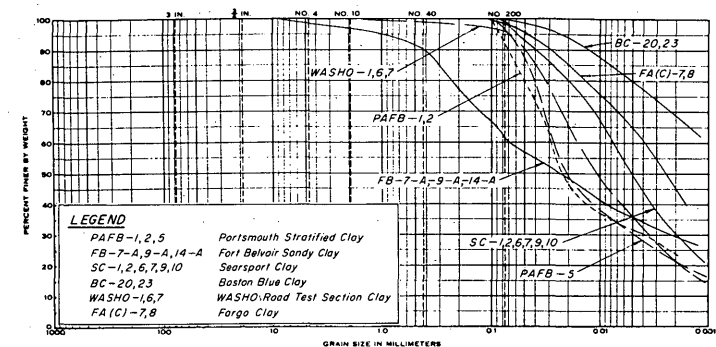 3 IN. ¾ IN. NO. 4 NO. 10 NO. 40 NO. 200
100
90
80
70
60
50
40
30
20
10
0
PERCENT FINER BY WEIGHT
BC-20,23
WASHO-1,6,7
FA(C)-7,8
PAFB-1,2
FB-7-A,-9-A,-14-A
SC-1,2,6,7,9,10
PAFB-5
LEGEND
PAFB-1,2,5 Portsmouth Stratified Clay
FB-7-A,9-A,14-A Fort Belvoir Sandy Clay
SC-1,2,6,7,9,10 Searsport Clay
BC-20,23 Boston Blue Clay
WASHO-1,6,7 WASHO Road Test Section Clay
FA(C)-7,8 Fargo Clay
1000 100 10 1.0 0.1 0.01 0.001
GRAIN SIZE IN MILLIMETERS